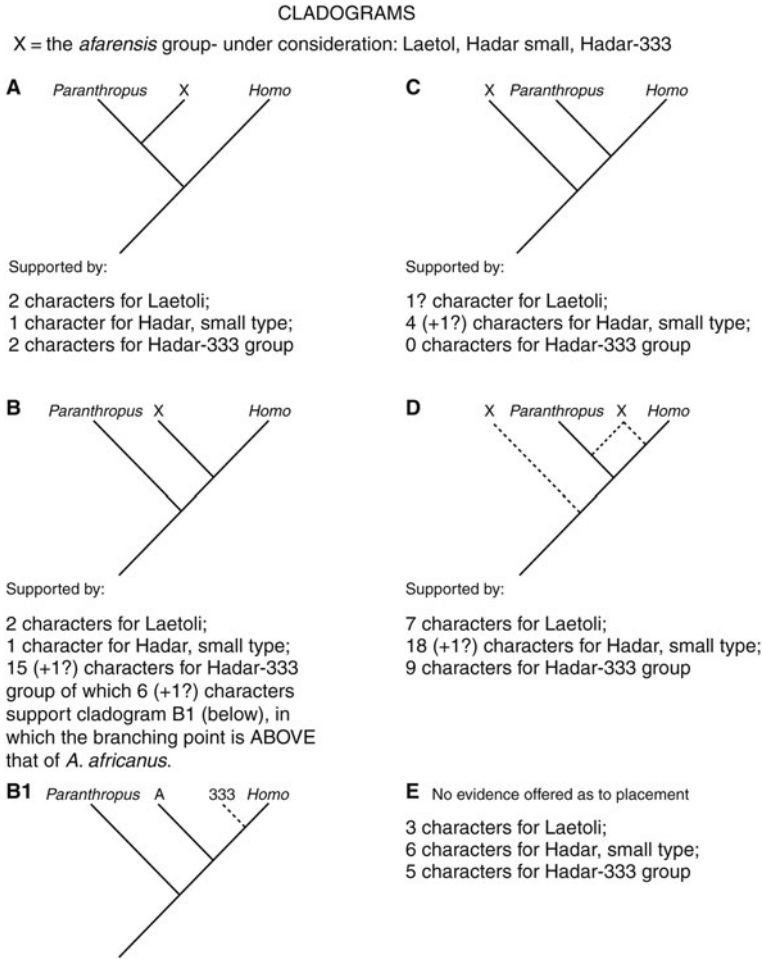 CLADOGRAMS
X = the afarensis group- under consideration: Laetol, Hadar small, Hadar-333
A Paranthropus X Homo
Supported by:
2 characters for Laetoli;
1 character for Hadar, small type;
2 characters for Hadar-333 group
C X Paranthropus Homo
Supported by:
1? character for Laetoli;
4 (+1?) characters for Hadar, small type;
0 characters for Hadar-333 group
B Paranthropus X Homo
Supported by:
2 characters for Laetoli;
1 character for Hadar, small type;
15 (+1?) characters for Hadar-333
group of which 6 (+1?) characters
support cladogram B1 (below), in
which the branching point is ABOVE
that of A. africanus.
D X Paranthropus X Homo
Supported by:
7 characters for Laetoli;
18 (+1?) characters for Hadar, small type;
9 characters for Hadar-333 group
B1 Paranthropus A 333 Homo
E No evidence offered as to placement
3 characters for Laetoli;
6 characters for Hadar, small type;
5 characters for Hadar-333 group